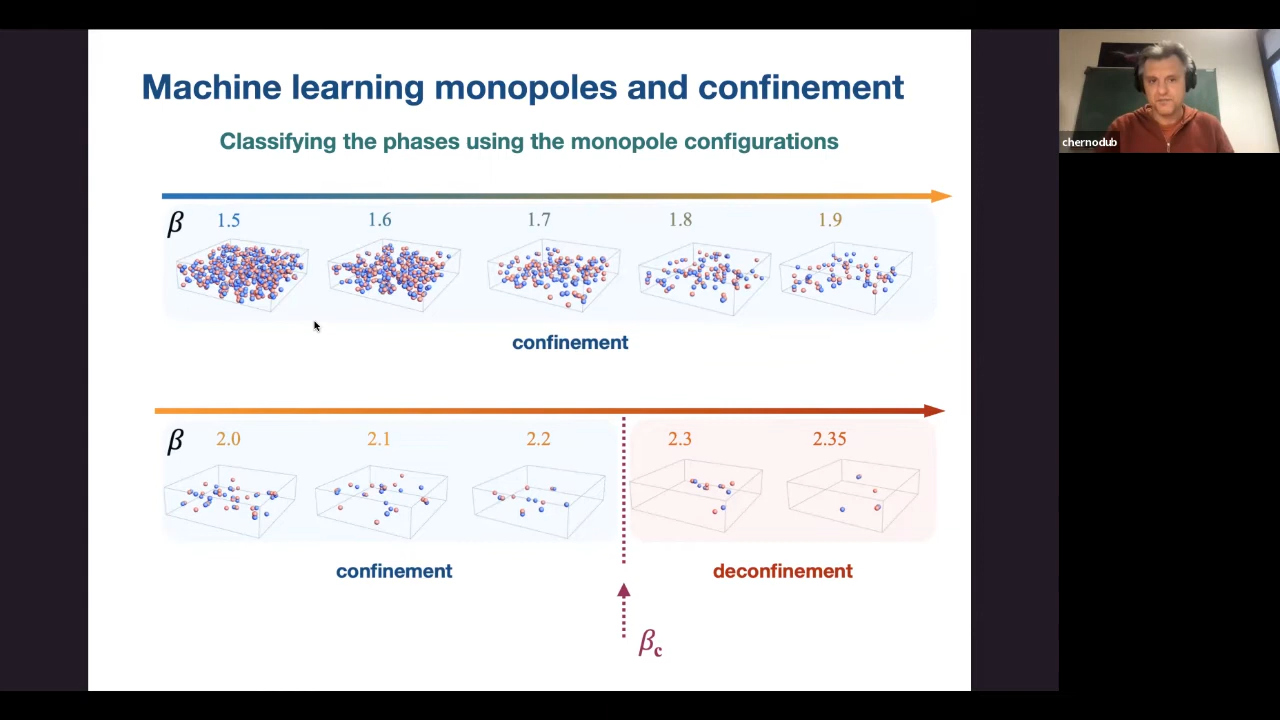 Machine learning monopoles and confinement
Classifying the phases using the monopole configurations
β 1.5 1.6 1.7 1.8 1.9
confinement
β 2.0 2.1 2.2 2.3 2.35
confinement deconfinement
βc
chernodub